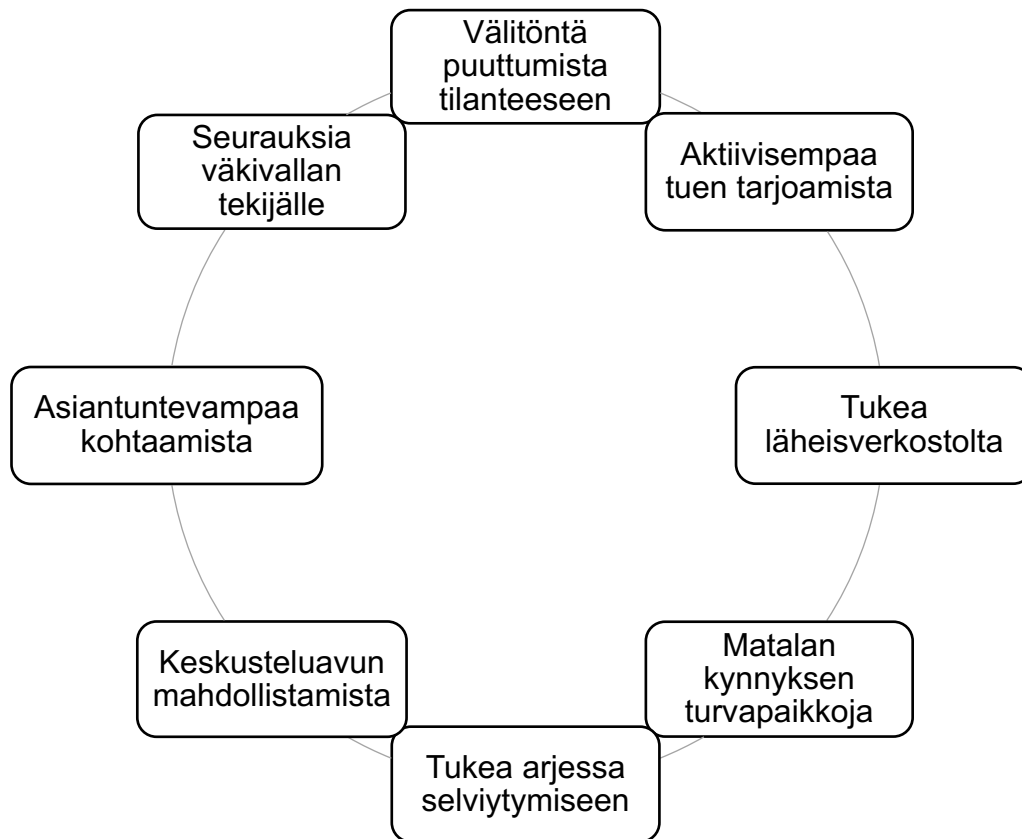 Välitöntä
puuttumista
tilanteeseen
Aktiivisempaa
tuen tarjoamista
Tukea
läheisverkostolta
Matalan
kynnyksen
turvapaikkoja
Tukea arjessa
selviytymiseen
Keskusteluavun
mahdollistamista
Asiantuntevampaa
kohtaamista
Seurauksia
väkivallan
tekijälle